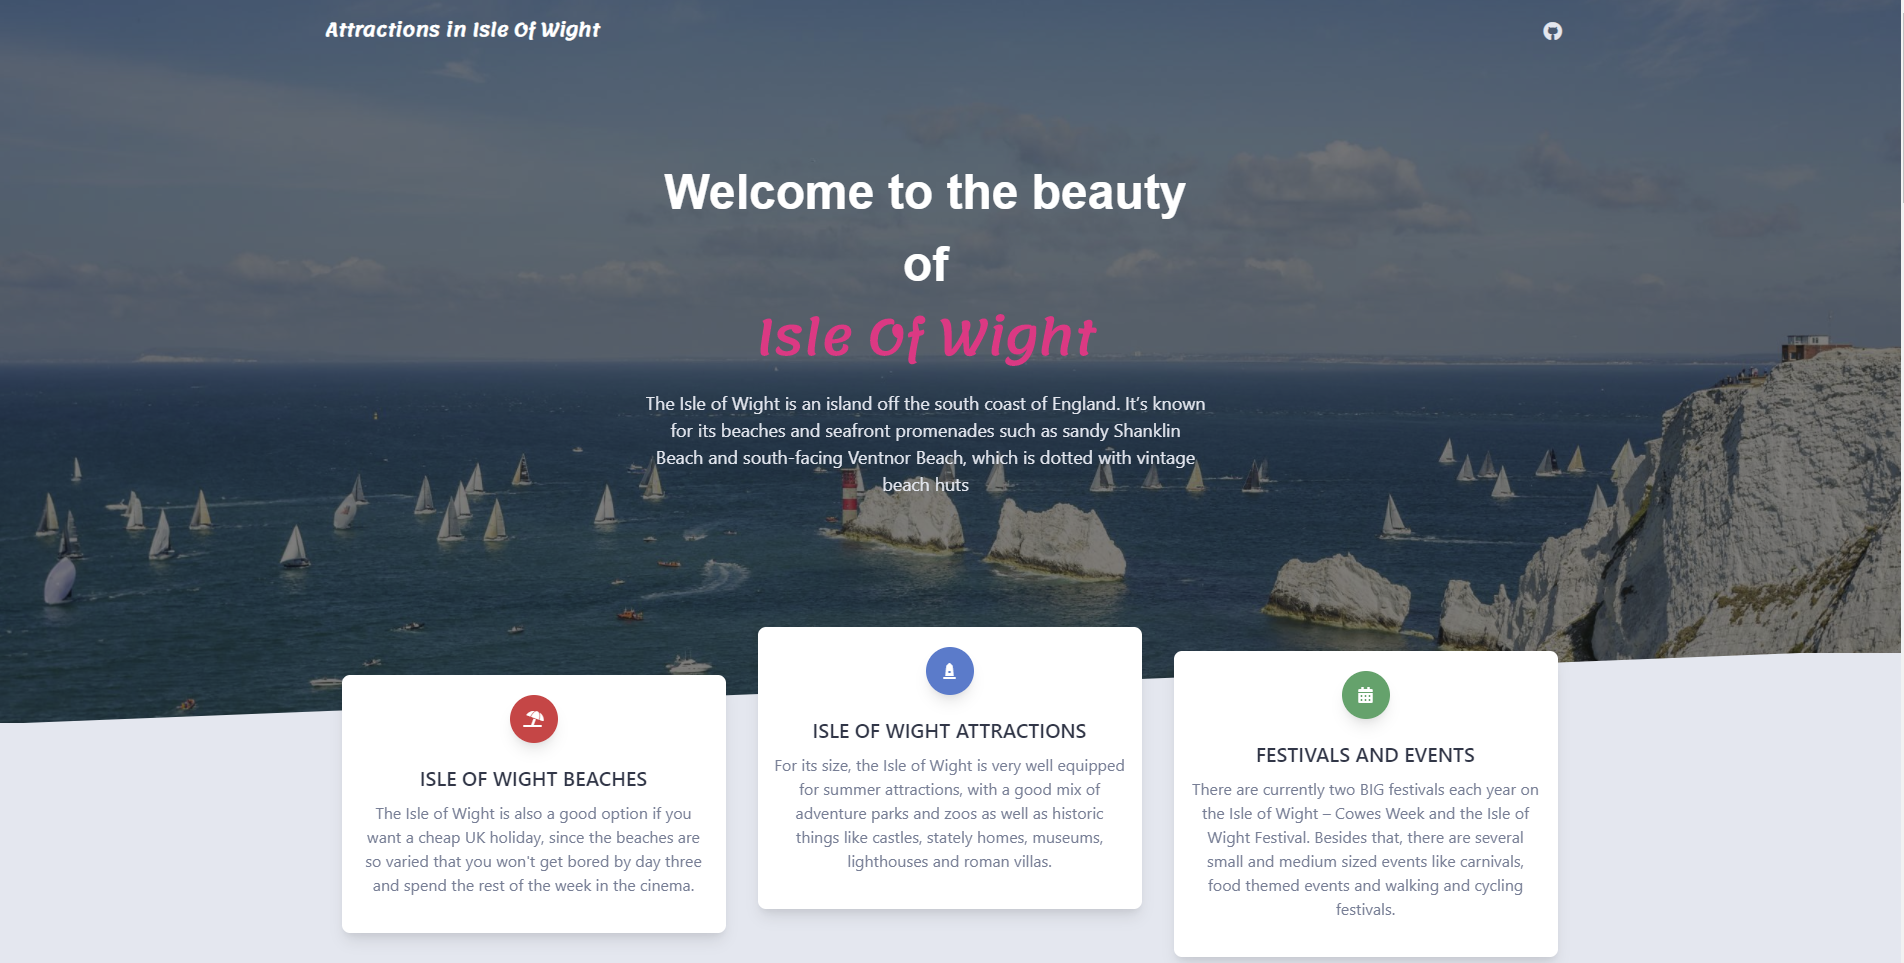 Attractions in Isle Of Wight
Welcome to the beauty
of
Isle Of Wight
The Isle of Wight is an island off the south coast of England. It’s known
for its beaches and seafront promenades such as sandy Shanklin
Beach and south-facing Ventnor Beach, which is dotted with vintage
beach huts
ISLE OF WIGHT BEACHES
The Isle of Wight is also a good option if you
want a cheap UK holiday, since the beaches are
so varied that you won't get bored by day three
and spend the rest of the week in the cinema.
ISLE OF WIGHT ATTRACTIONS
For its size, the Isle of Wight is very well equipped
for summer attractions, with a good mix of
adventure parks and zoos as well as historic
things like castles, stately homes, museums,
lighthouses and roman villas.
FESTIVALS AND EVENTS
There are currently two BIG festivals each year on
the Isle of Wight – Cowes Week and the Isle of
Wight Festival. Besides that, there are several
small and medium sized events like carnivals,
food themed events and walking and cycling
festivals.